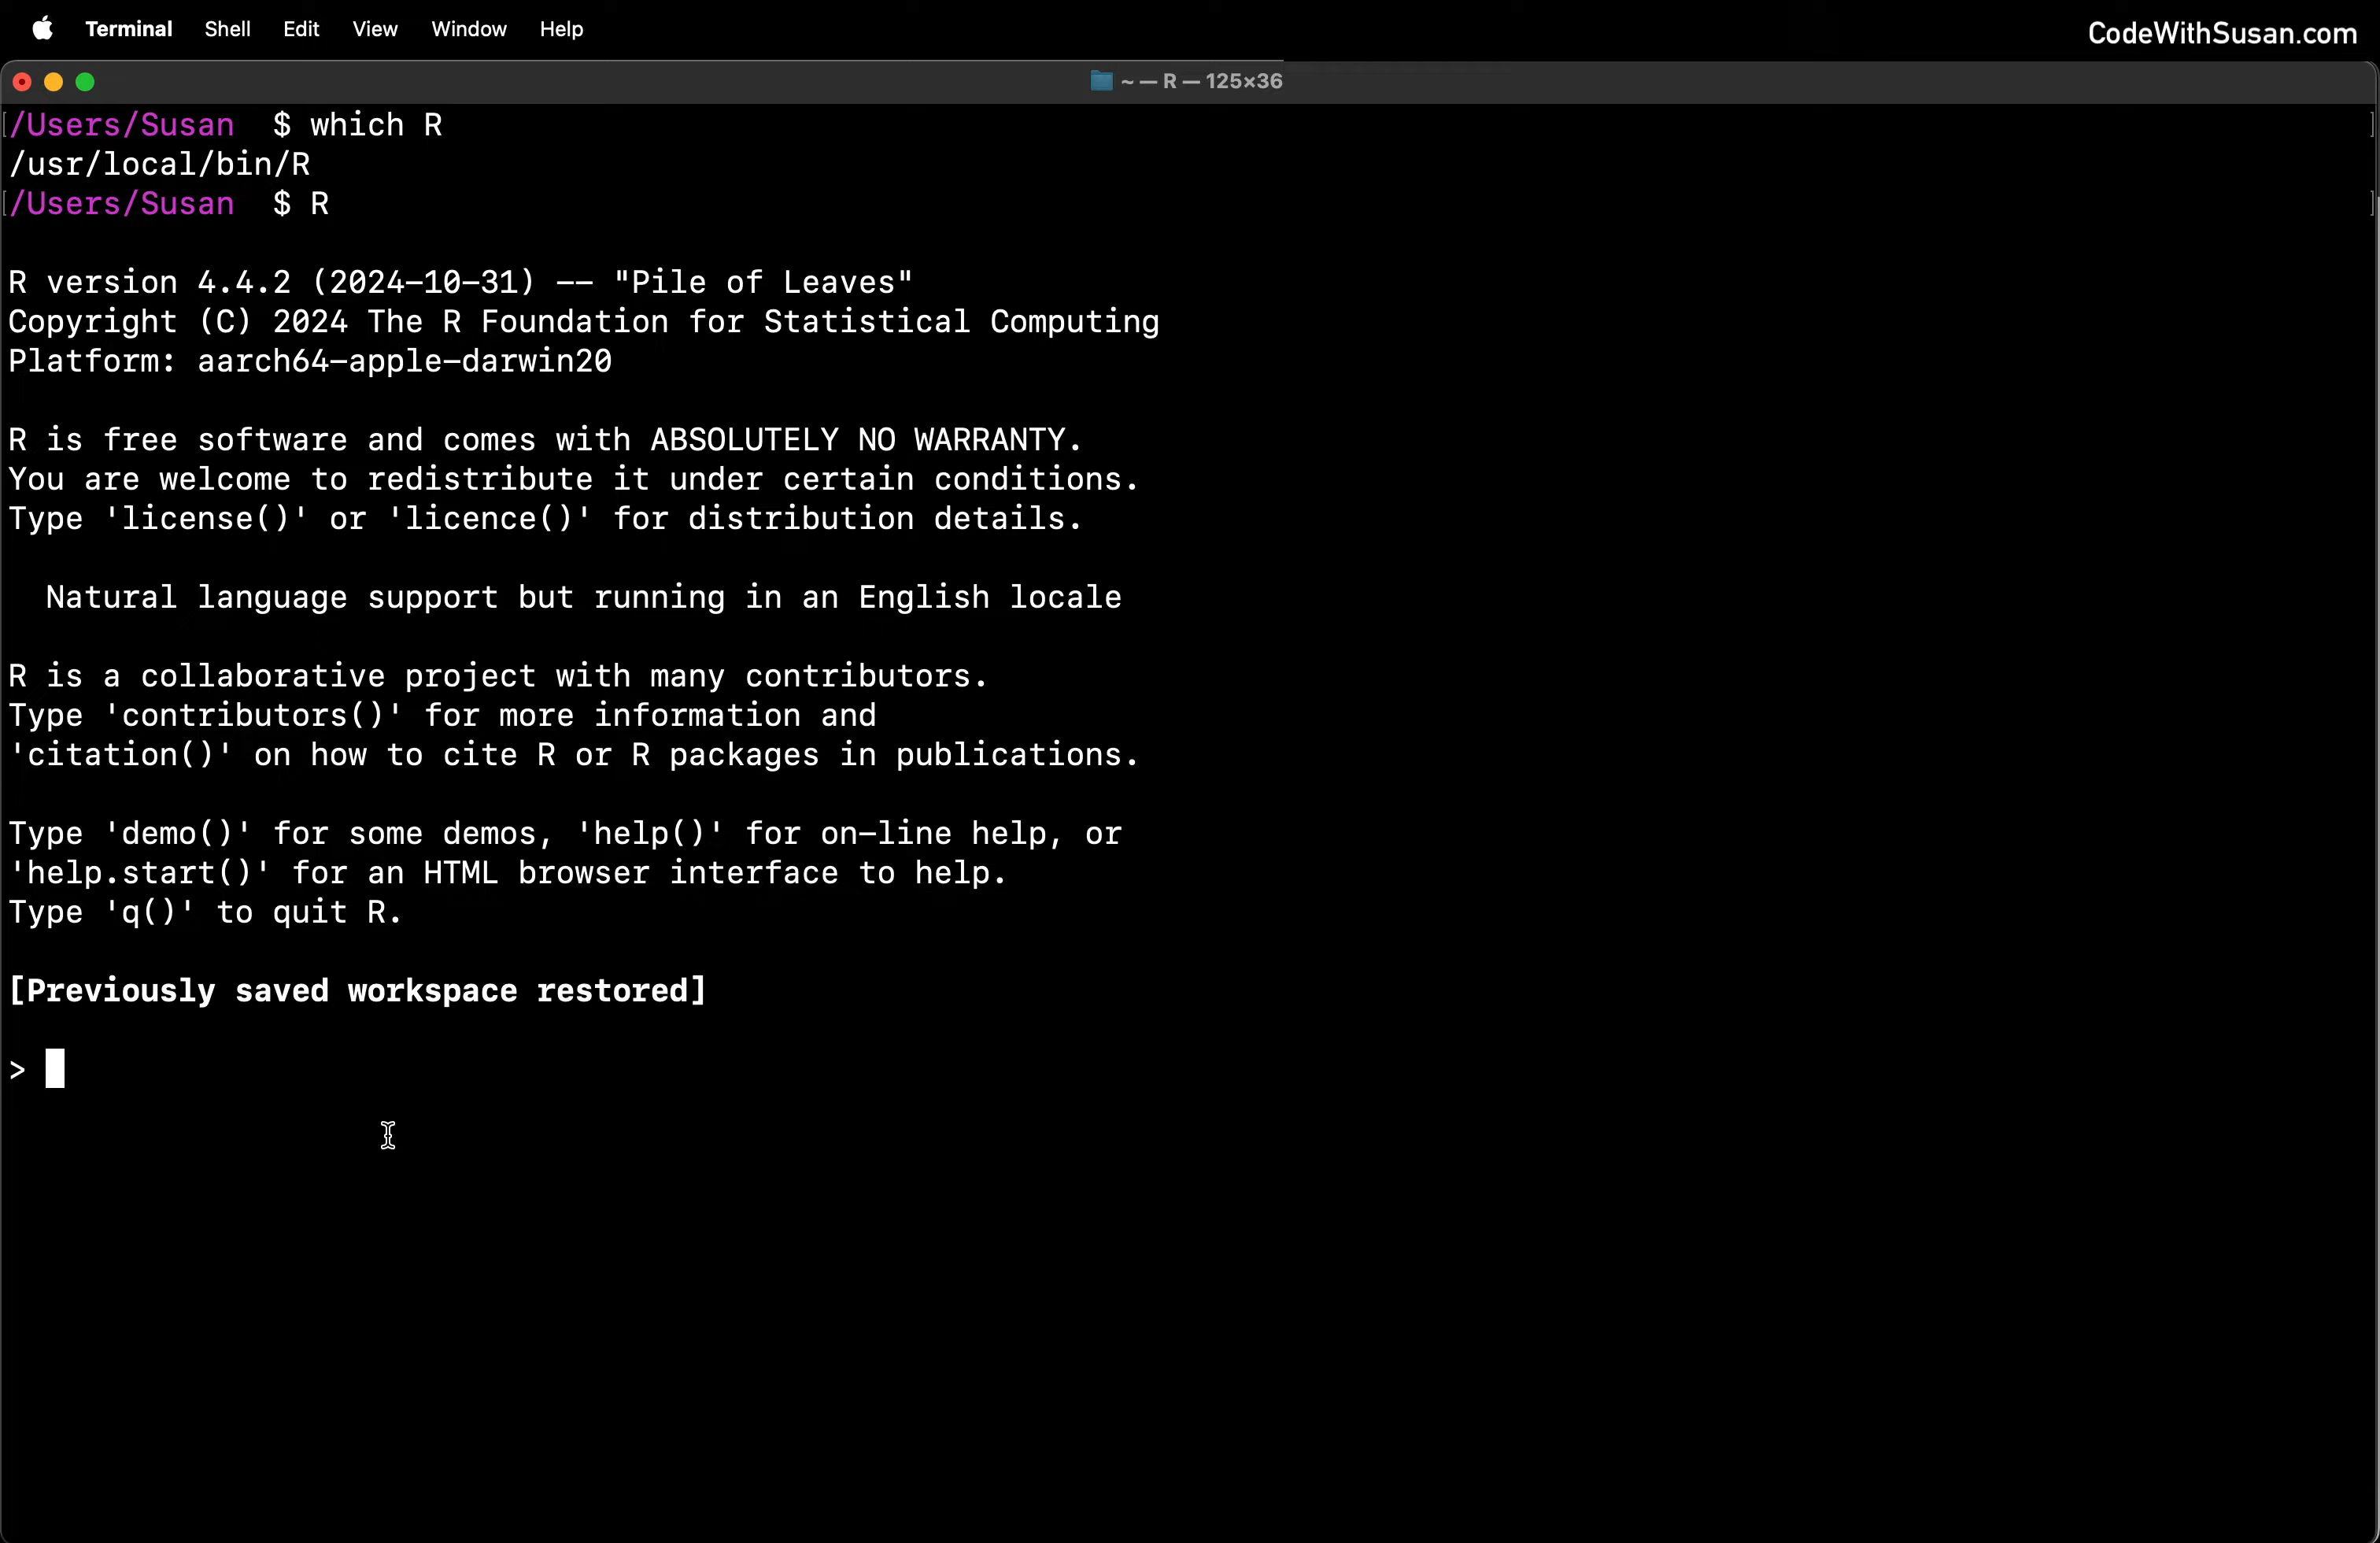 Terminal Shell Edit View Window Help
CodeWithSusan.com
~ — R — 125×36
[/Users/Susan $ which R ]
/usr/local/bin/R
[/Users/Susan $ R ]
R version 4.4.2 (2024-10-31) -- "Pile of Leaves"
Copyright (C) 2024 The R Foundation for Statistical Computing
Platform: aarch64-apple-darwin20
R is free software and comes with ABSOLUTELY NO WARRANTY.
You are welcome to redistribute it under certain conditions.
Type 'license()' or 'licence()' for distribution details.
Natural language support but running in an English locale
R is a collaborative project with many contributors.
Type 'contributors()' for more information and
'citation()' on how to cite R or R packages in publications.
Type 'demo()' for some demos, 'help()' for on-line help, or
'help.start()' for an HTML browser interface to help.
Type 'q()' to quit R.
[Previously saved workspace restored]
>